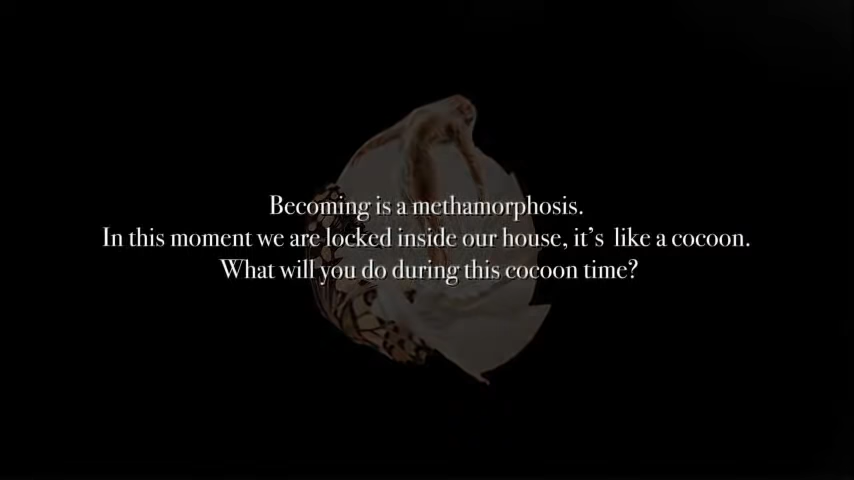 Becoming is a methamorphosis.
In this moment we are locked inside our house, it's like a cocoon.
What will you do during this cocoon time?